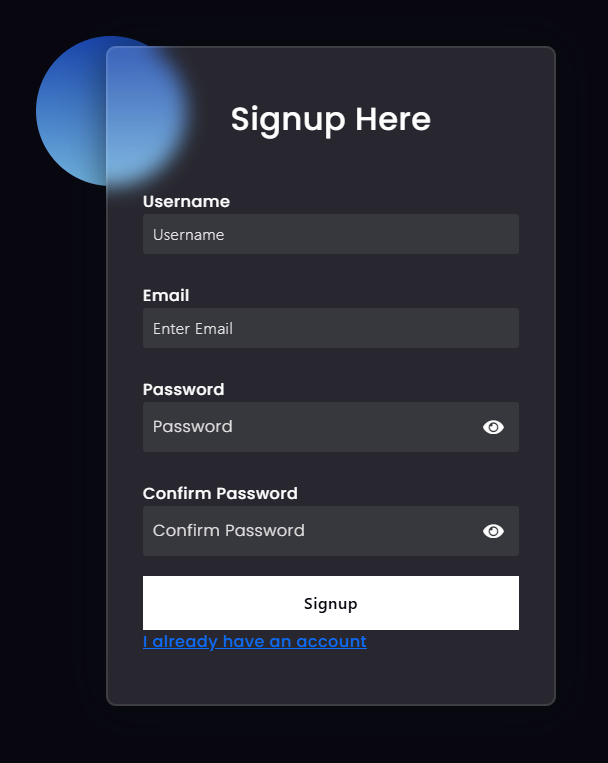 Signup Here
Username
Username
Email
Enter Email
Password
Password
Confirm Password
Confirm Password
Signup
I already have an account